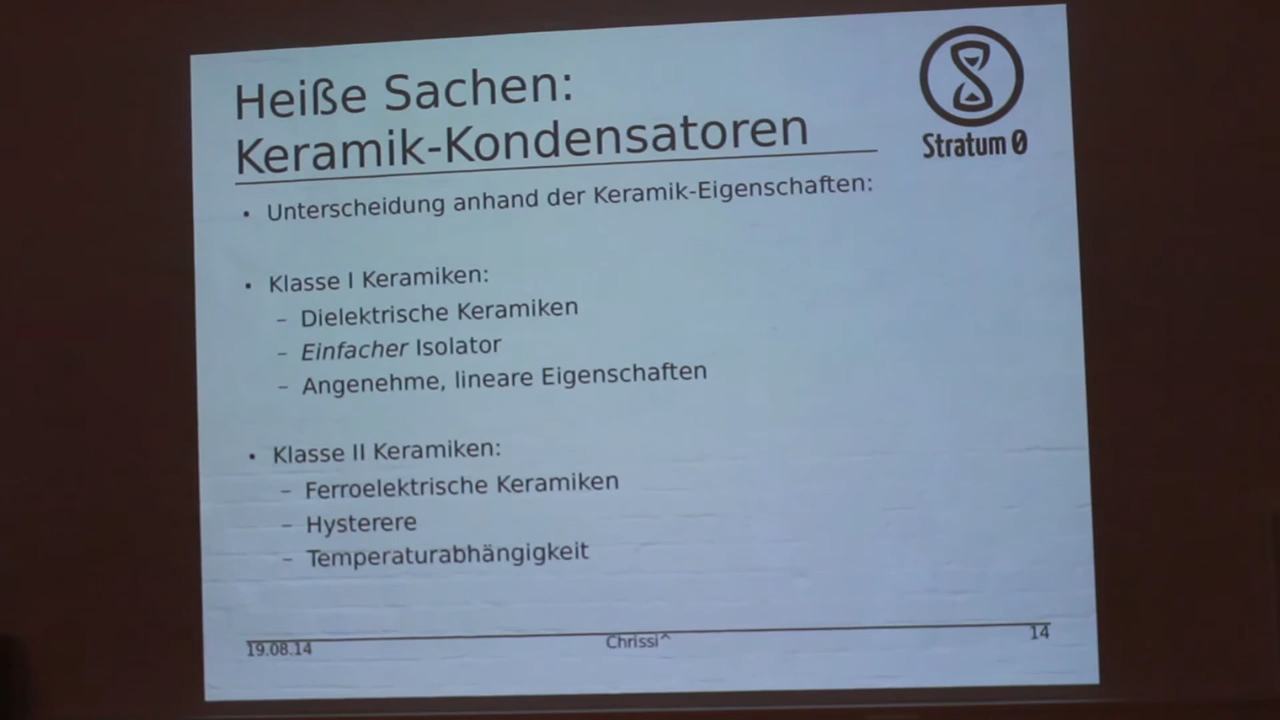 Heiße Sachen:
Keramik-Kondensatoren
Stratum 0
• Unterscheidung anhand der Keramik-Eigenschaften:
• Klasse I Keramiken:
– Dielektrische Keramiken
– Einfacher Isolator
– Angenehme, lineare Eigenschaften
• Klasse II Keramiken:
– Ferroelektrische Keramiken
– Hysterere
– Temperaturabhängigkeit
19.08.14
Chrissi^
14